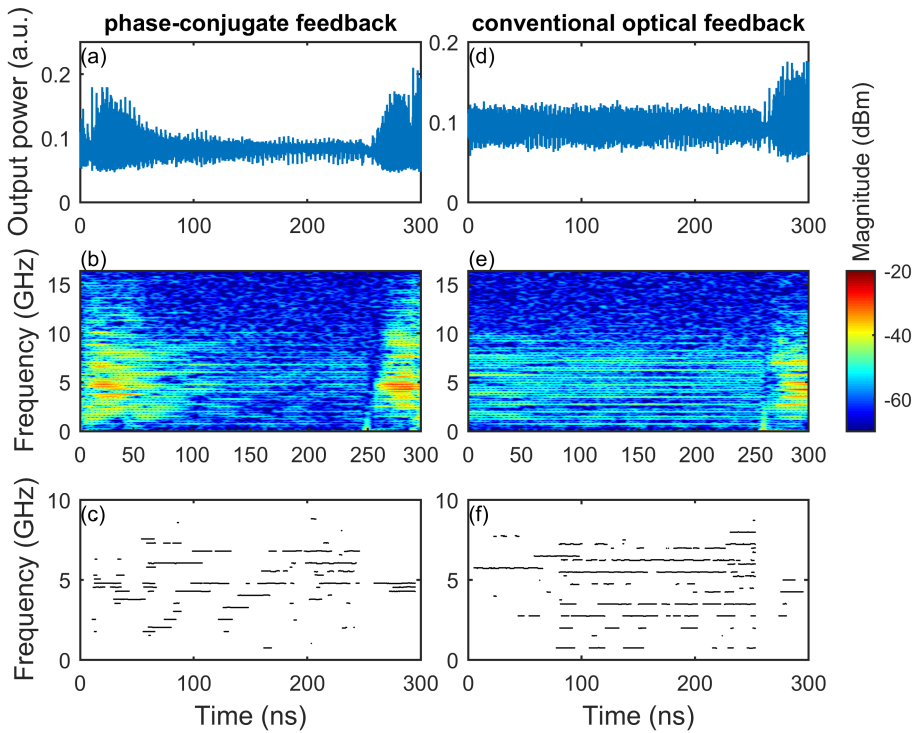 phase-conjugate feedback conventional optical feedback
Output power (a.u.)
(a)
0.2
0.1
0
0 100 200 300
(d)
0.2
0.1
0
0 100 200 300
Frequency (GHz)
(b)
15
10
5
0
0 50 100 150 200 250 300
(e)
15
10
5
0
0 50 100 150 200 250 300
Magnitude (dBm)
-20
-40
-60
Frequency (GHz)
(c)
10
5
0
0 100 200 300
Time (ns)
(f)
10
5
0
0 100 200 300
Time (ns)